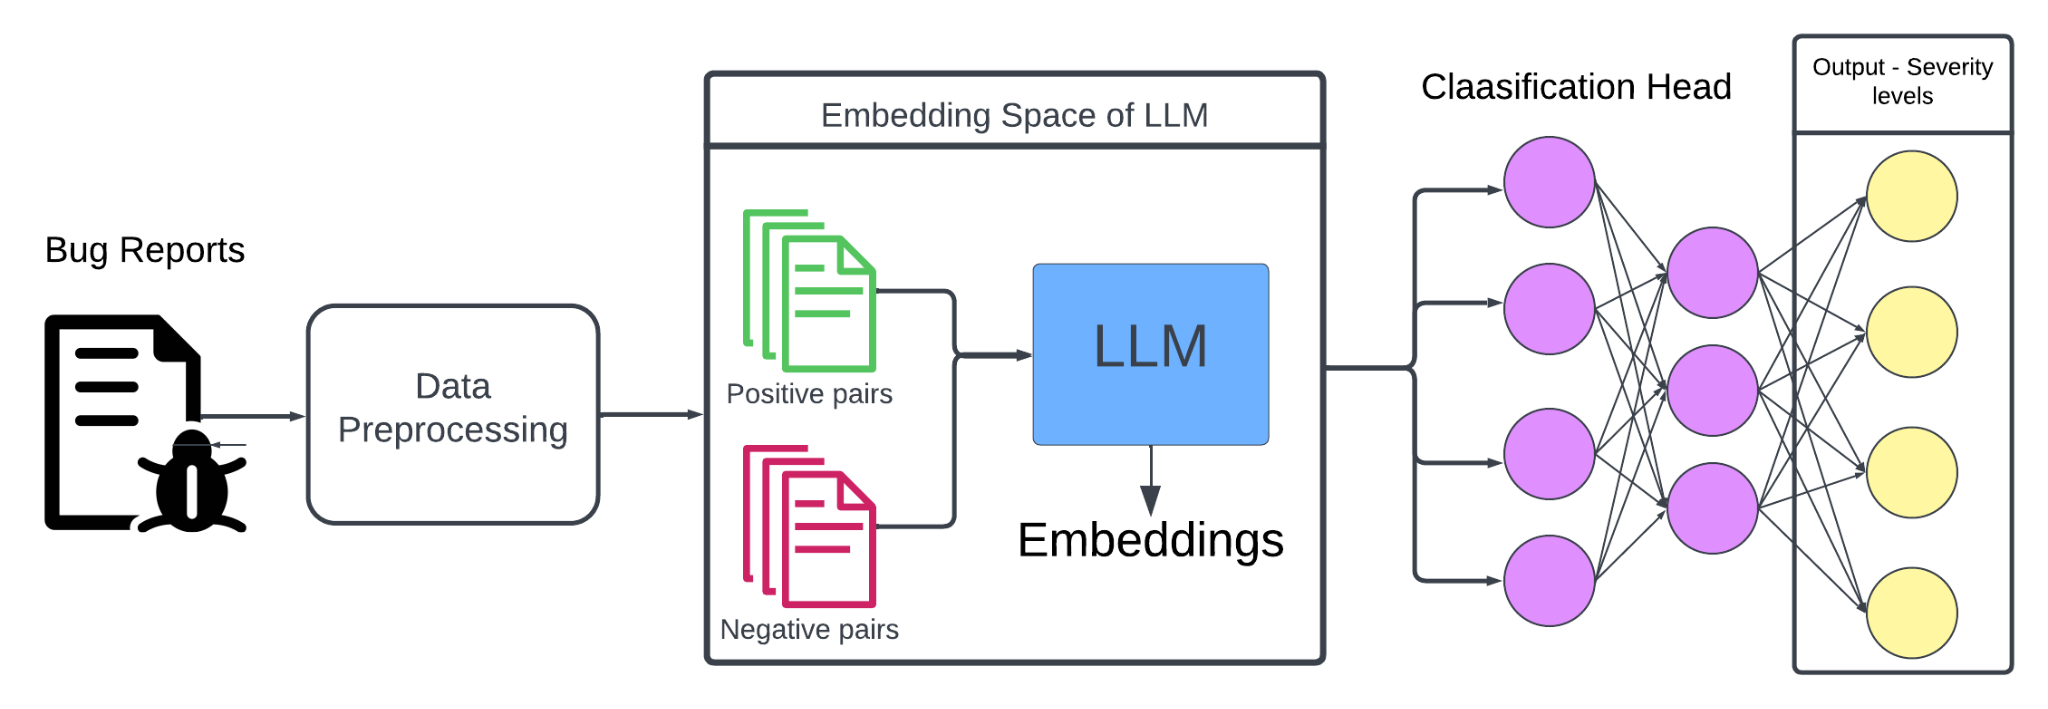 Bug Reports
Data
Preprocessing
Embedding Space of LLM
Positive pairs
Negative pairs
LLM
Embeddings
Claasification Head
Output - Severity
levels